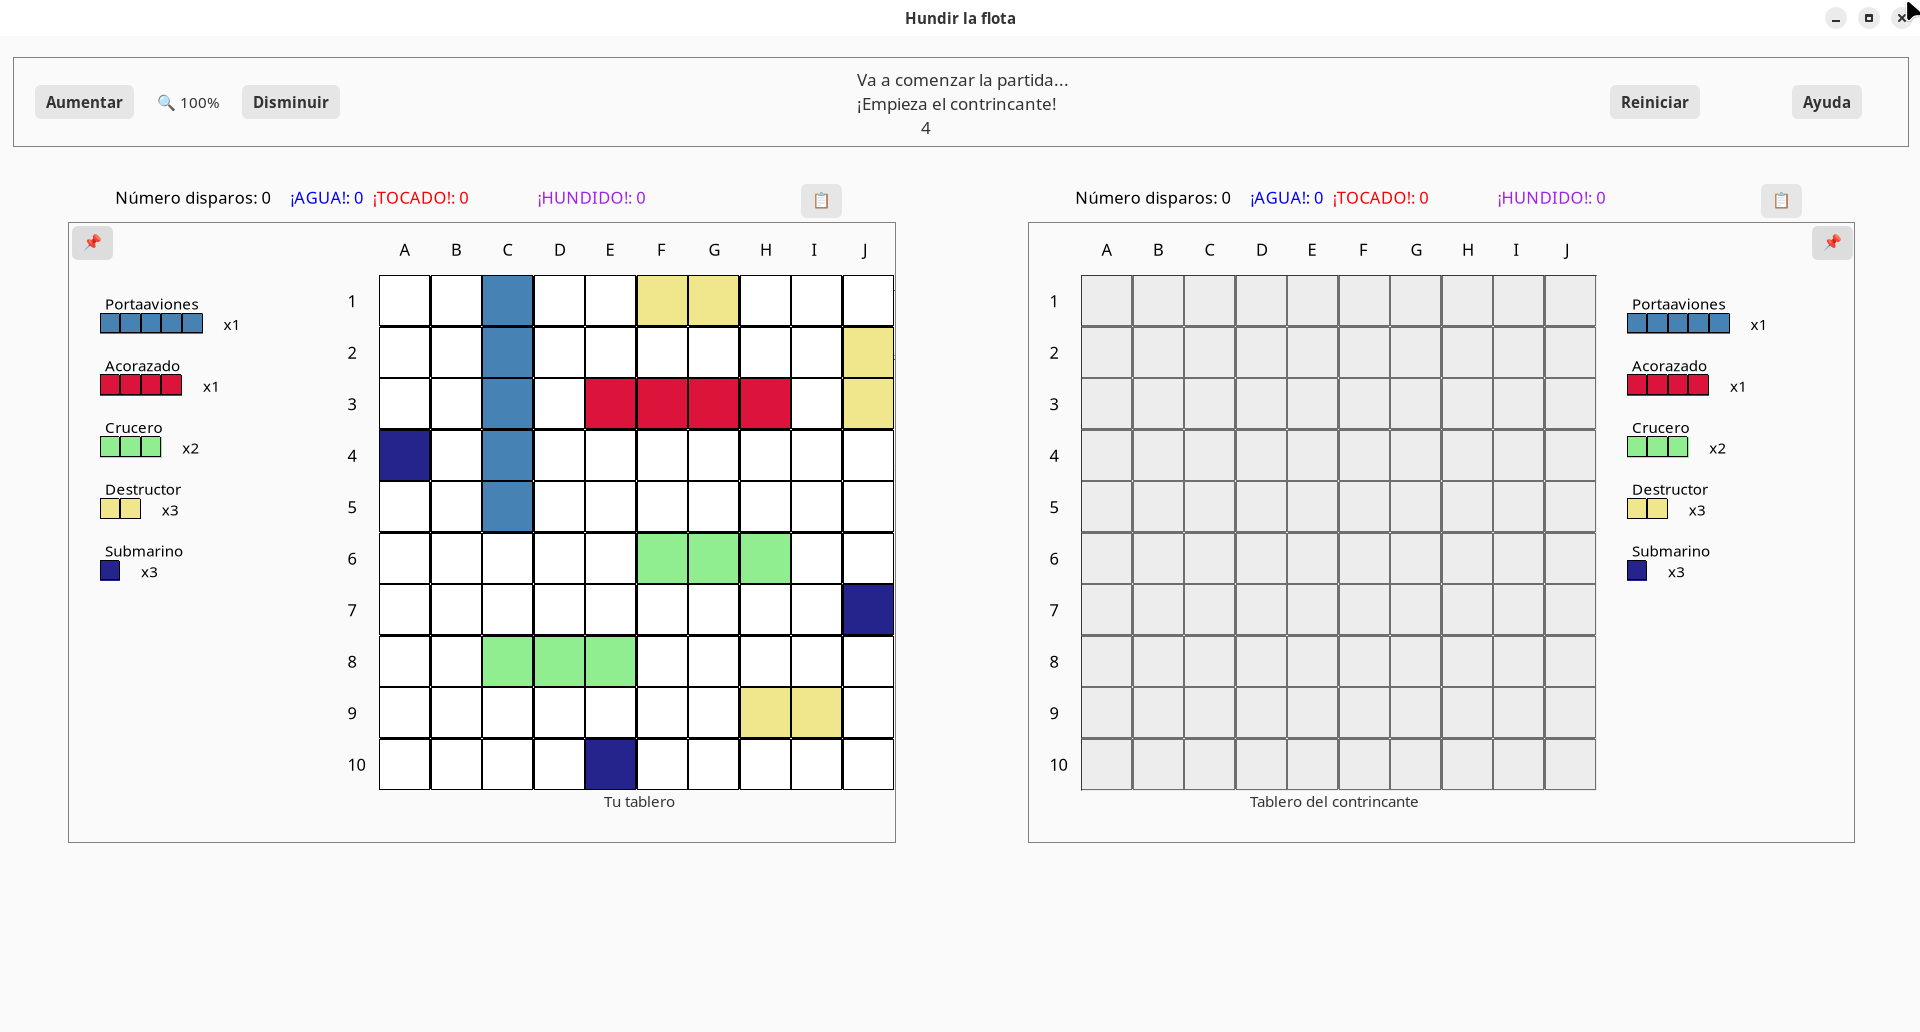 Hundir la flota
Aumentar 🔍 100% Disminuir
Va a comenzar la partida...
¡Empieza el contrincante!
4
Reiniciar Ayuda
Número disparos: 0 ¡AGUA!: 0 ¡TOCADO!: 0 ¡HUNDIDO!: 0
A B C D E F G H I J
1
2
3
4
5
6
7
8
9
10
Portaaviones
x1
Acorazado
x1
Crucero
x2
Destructor
x3
Submarino
x3
Tu tablero
Número disparos: 0 ¡AGUA!: 0 ¡TOCADO!: 0 ¡HUNDIDO!: 0
A B C D E F G H I J
1
2
3
4
5
6
7
8
9
10
Portaaviones
x1
Acorazado
x1
Crucero
x2
Destructor
x3
Submarino
x3
Tablero del contrincante